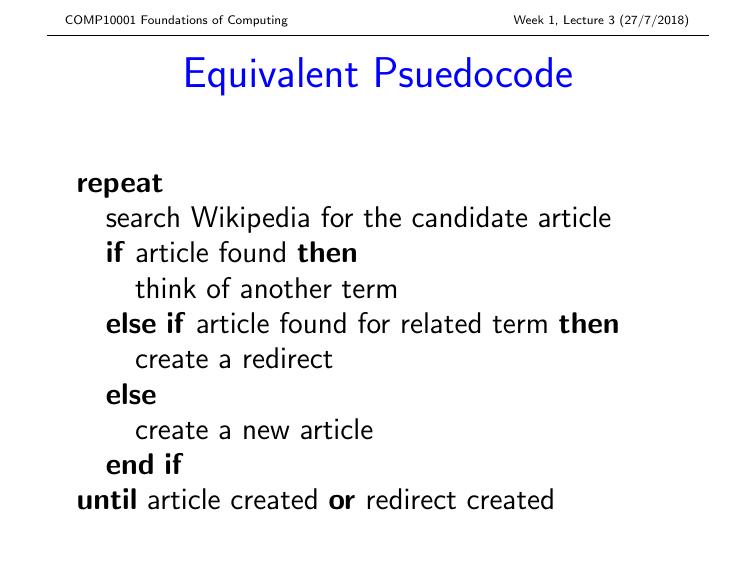 COMP10001 Foundations of Computing Week 1, Lecture 3 (27/7/2018)
Equivalent Psuedocode
repeat
search Wikipedia for the candidate article
if article found then
think of another term
else if article found for related term then
create a redirect
else
create a new article
end if
until article created or redirect created